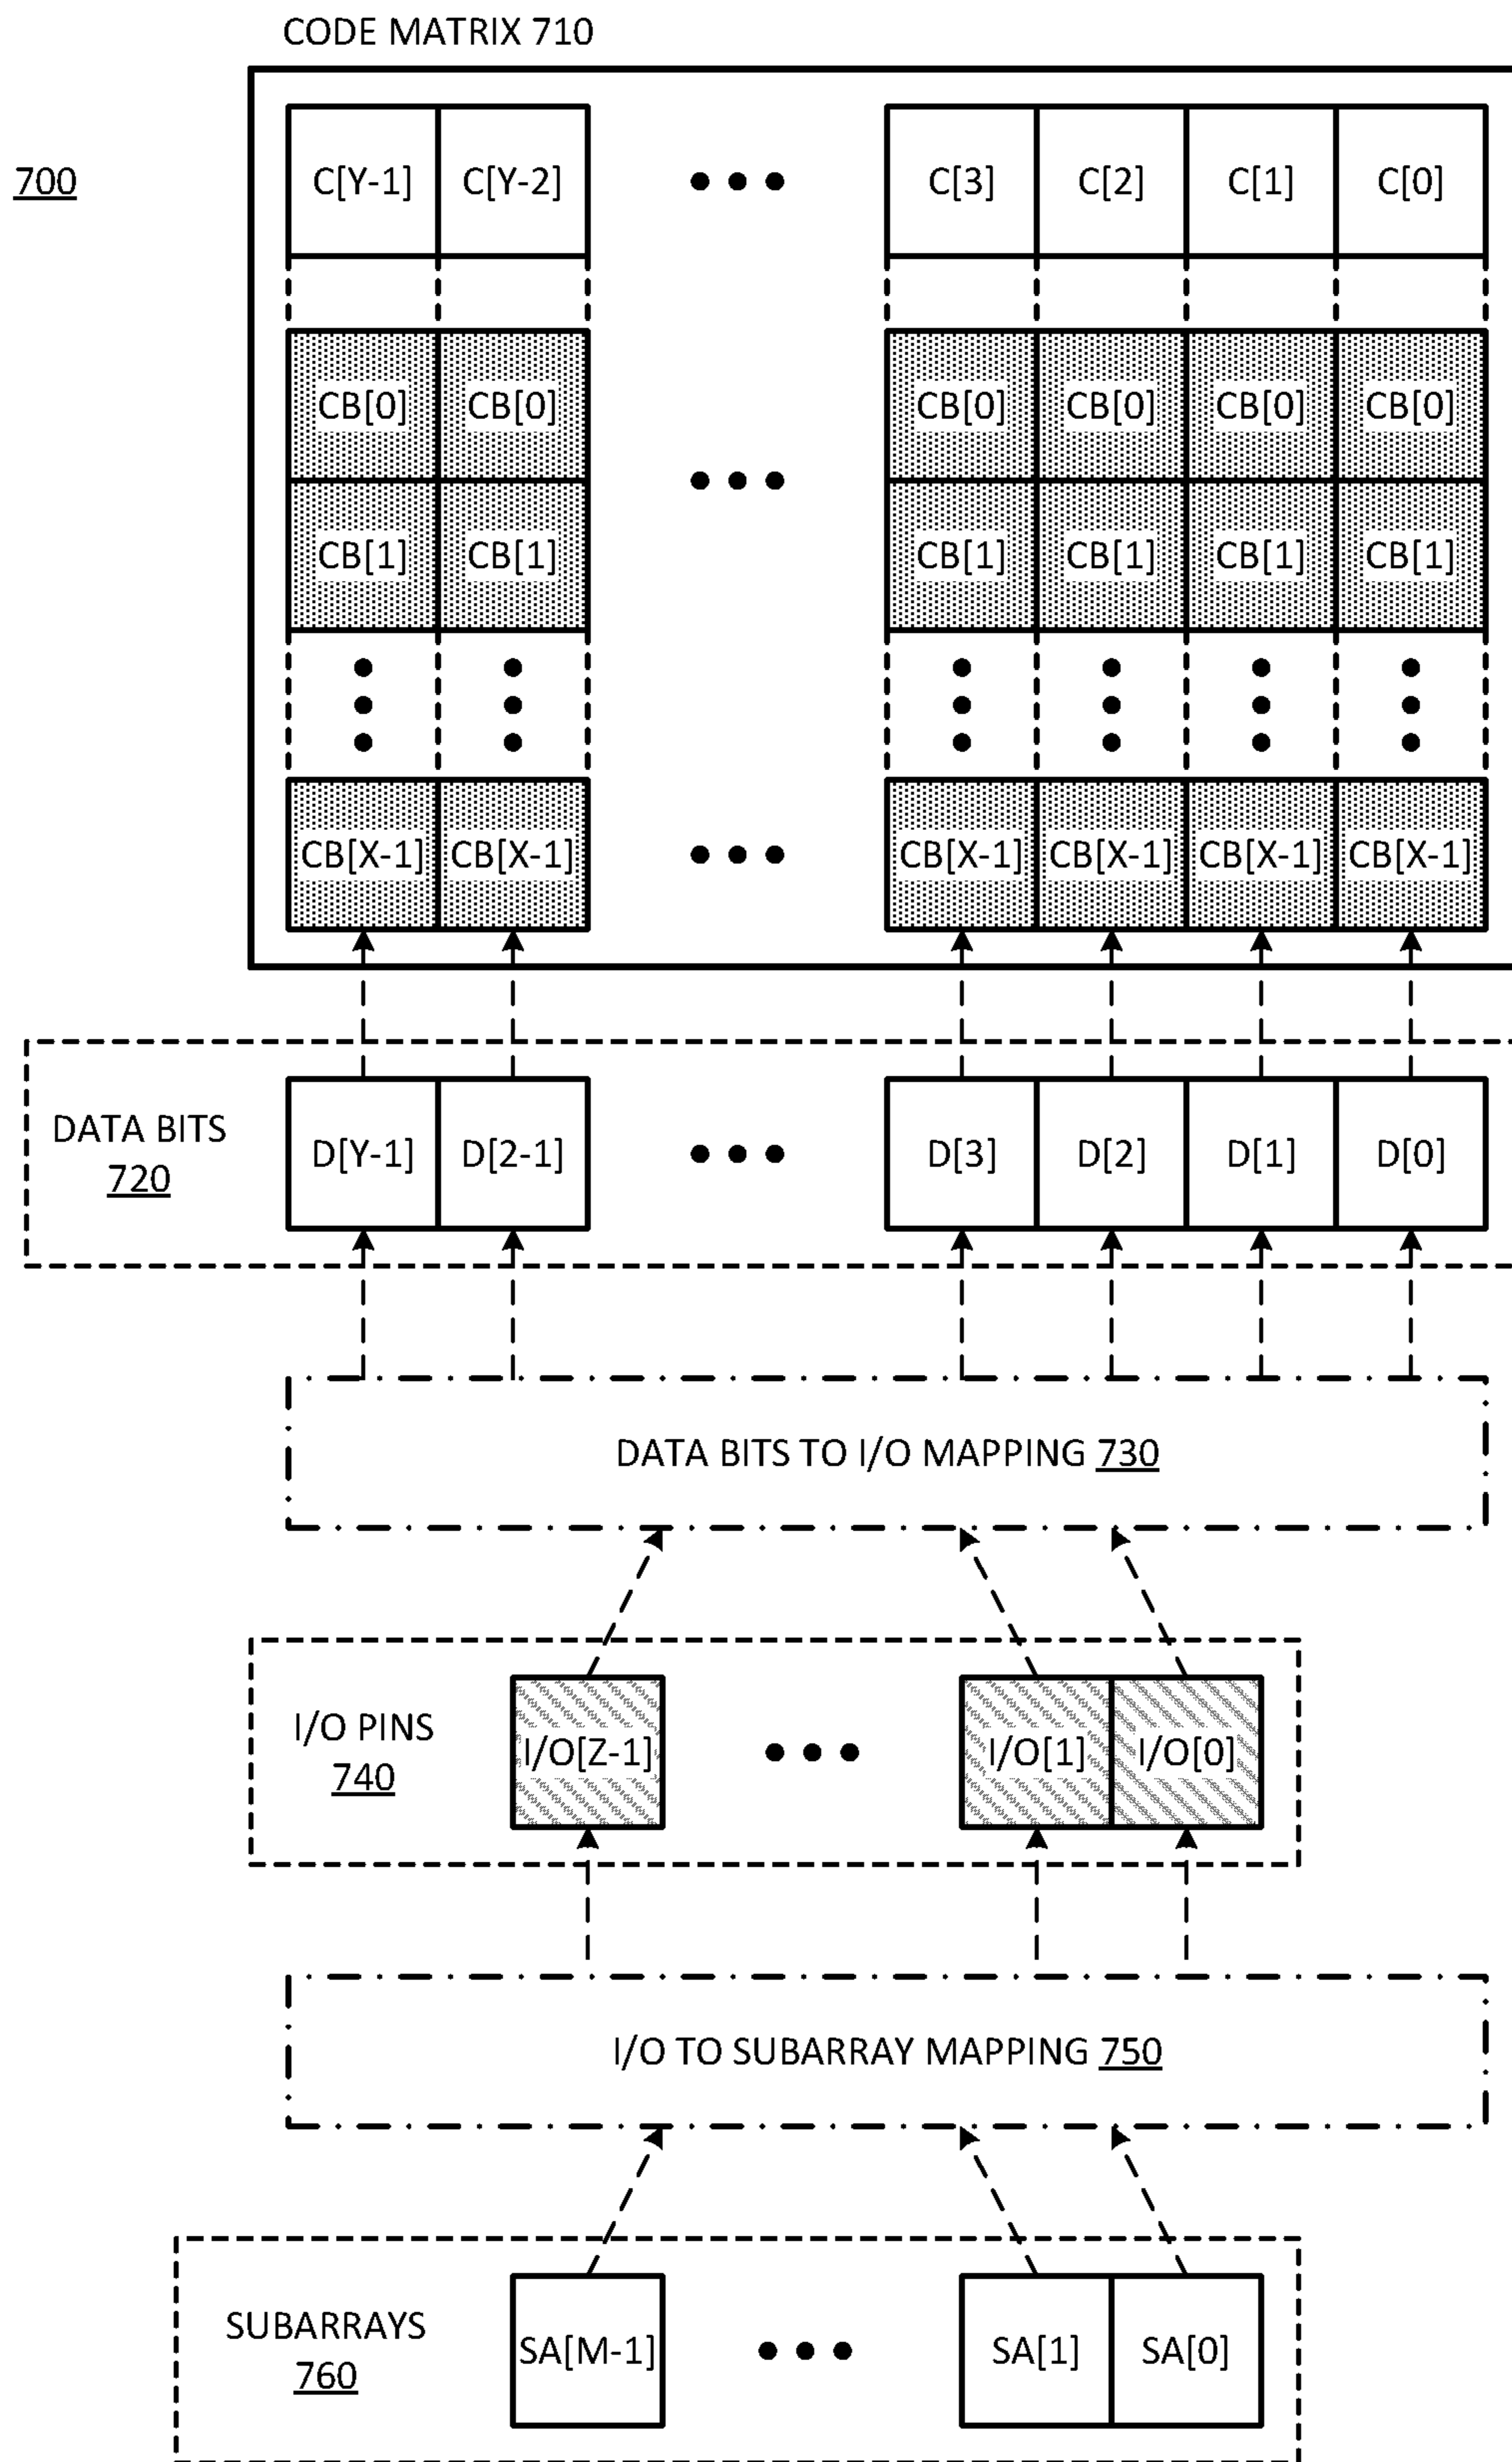 CODE MATRIX 710
700
C[Y-1] C[Y-2] C[3] C[2] C[1] C[0]
CB[0] CB[0] CB[0] CB[0] CB[0] CB[0]
CB[1] CB[1] CB[1] CB[1] CB[1] CB[1]
CB[X-1] CB[X-1] CB[X-1] CB[X-1] CB[X-1] CB[X-1]
DATA BITS
720
D[Y-1] D[2-1] D[3] D[2] D[1] D[0]
DATA BITS TO I/O MAPPING 730
I/O PINS
740
I/O[Z-1] I/O[1] I/O[0]
I/O TO SUBARRAY MAPPING 750
SUBARRAYS
760
SA[M-1] SA[1] SA[0]